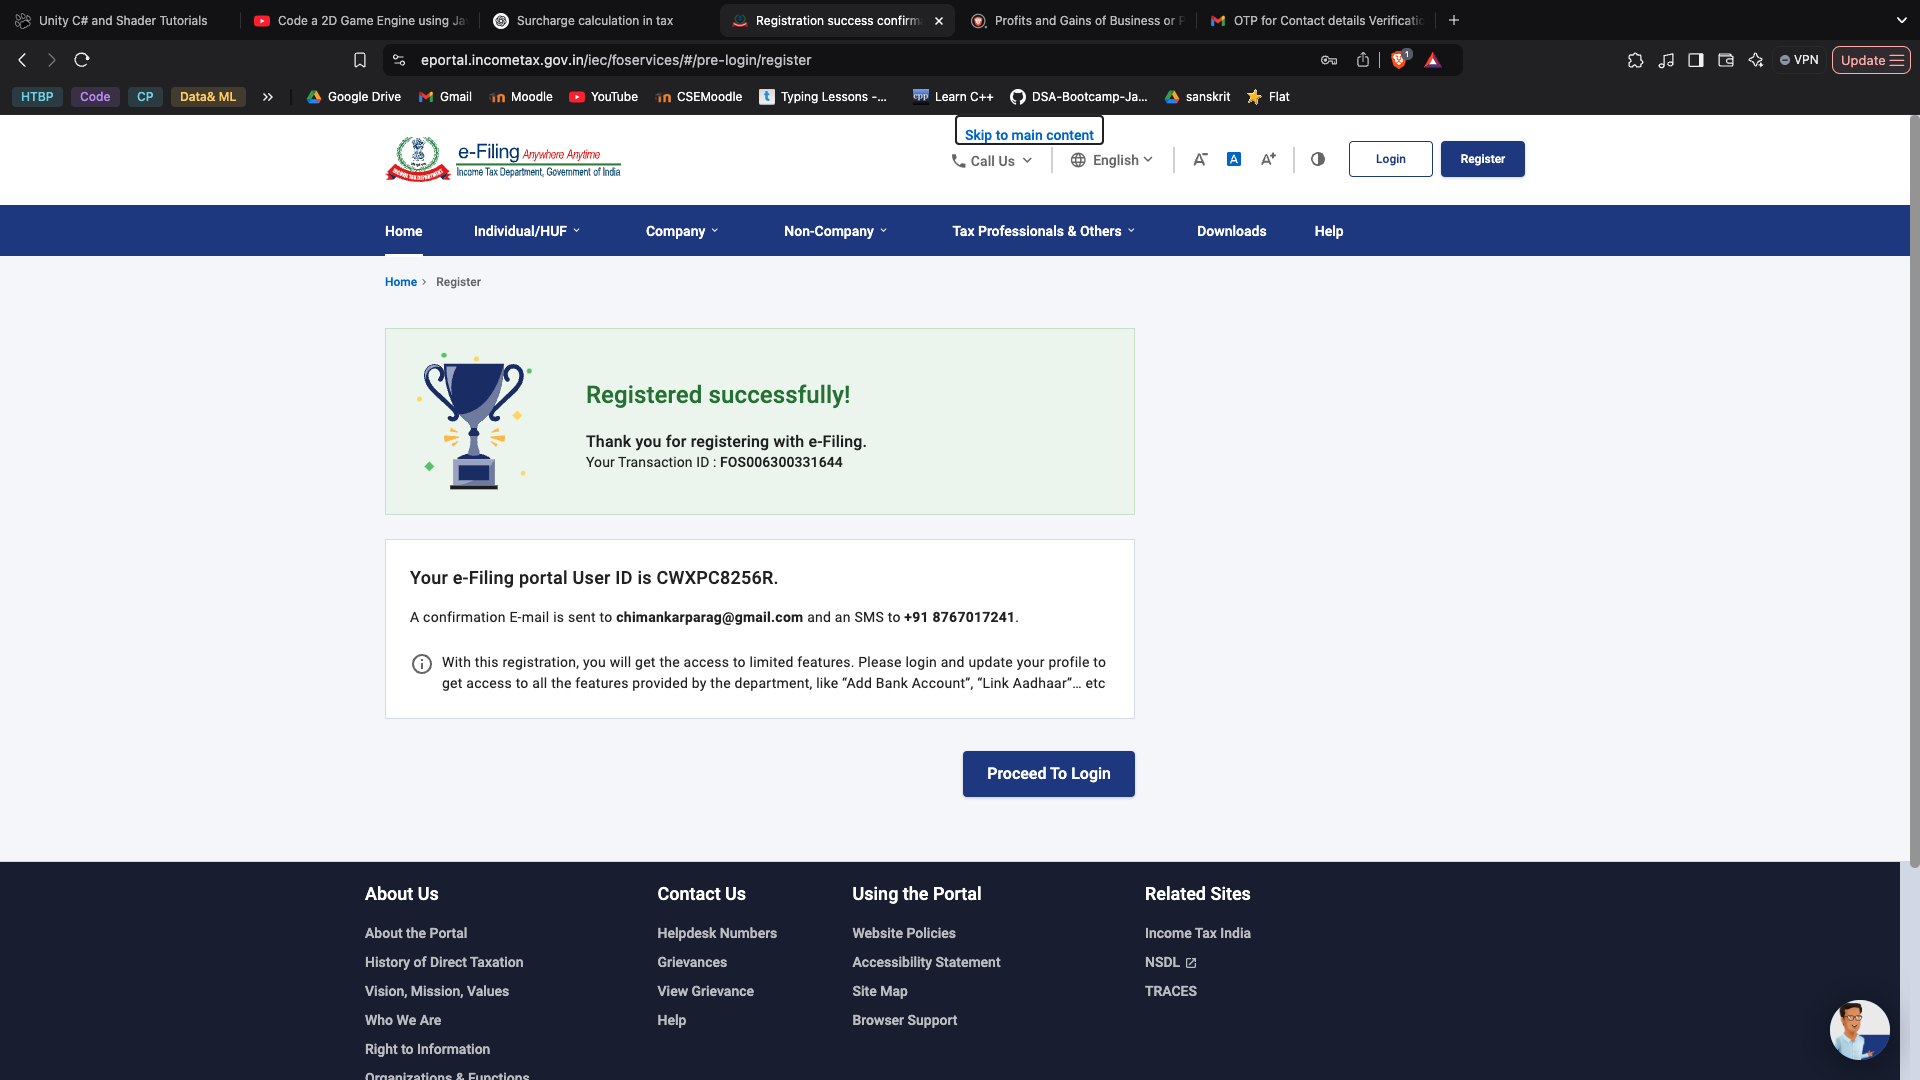 Unity C# and Shader Tutorials
Code a 2D Game Engine using Ja
Surcharge calculation in tax
Registration success confirm
Profits and Gains of Business or P
OTP for Contact details Verificatio
eportal.incometax.gov.in/iec/foservices/#/pre-login/register
1
VPN
Update
HTBP
Code
CP
Data& ML
Google Drive
Gmail
Moodle
YouTube
CSEMoodle
Typing Lessons -...
Learn C++
DSA-Bootcamp-Ja...
sanskrit
Flat
Skip to main content
e-Filing Anywhere Anytime
Income Tax Department, Government of India
Call Us
English
A-
A
A+
Login
Register
Home
Individual/HUF
Company
Non-Company
Tax Professionals & Others
Downloads
Help
Home > Register
Registered successfully!
Thank you for registering with e-Filing.
Your Transaction ID : FOS006300331644
Your e-Filing portal User ID is CWXPC8256R.
A confirmation E-mail is sent to chimankarparag@gmail.com and an SMS to +91 8767017241.
With this registration, you will get the access to limited features. Please login and update your profile to
get access to all the features provided by the department, like “Add Bank Account”, “Link Aadhaar”... etc
Proceed To Login
About Us
About the Portal
History of Direct Taxation
Vision, Mission, Values
Who We Are
Right to Information
Organizations & Functions
Contact Us
Helpdesk Numbers
Grievances
View Grievance
Help
Using the Portal
Website Policies
Accessibility Statement
Site Map
Browser Support
Related Sites
Income Tax India
NSDL
TRACES